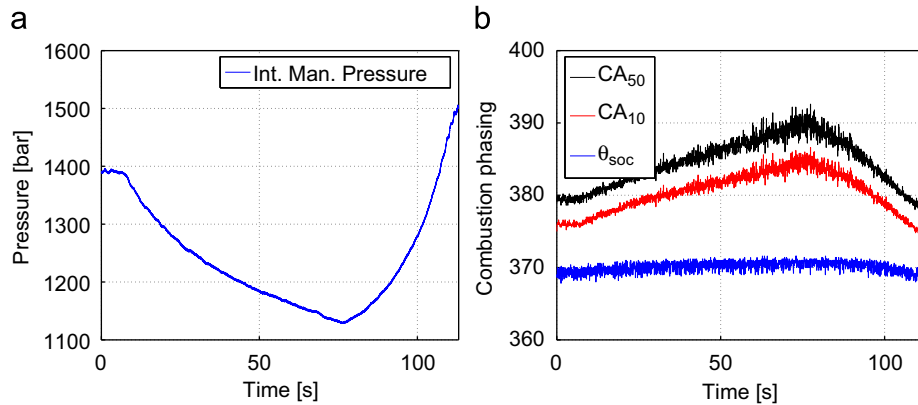 a
1600
1500
1400
1300
1200
1100
Pressure [bar]
Int. Man. Pressure
0
50
100
Time [s]
b
400
390
380
370
360
Combustion phasing
CA50
CA10
θsoc
0
50
100
Time [s]